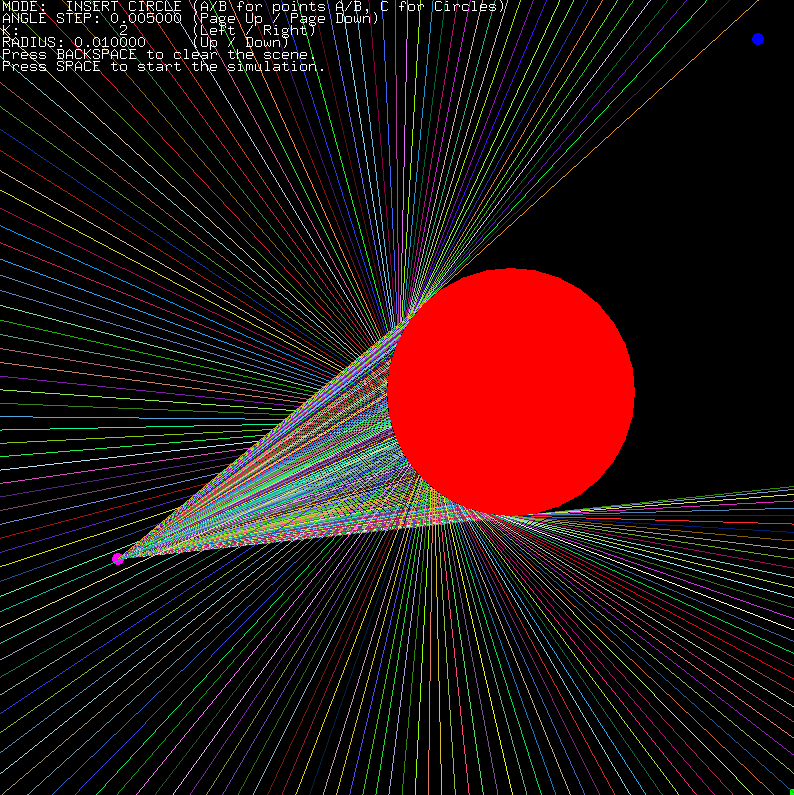 MODE:  INSERT CIRCLE (A/B for points A/B, C for Circles)
ANGLE STEP: 0.005000 (Page Up / Page Down)
K:            2        (Left / Right)
RADIUS: 0.010000     (Up / Down)
Press BACKSPACE to clear the scene.
Press SPACE to start the simulation.